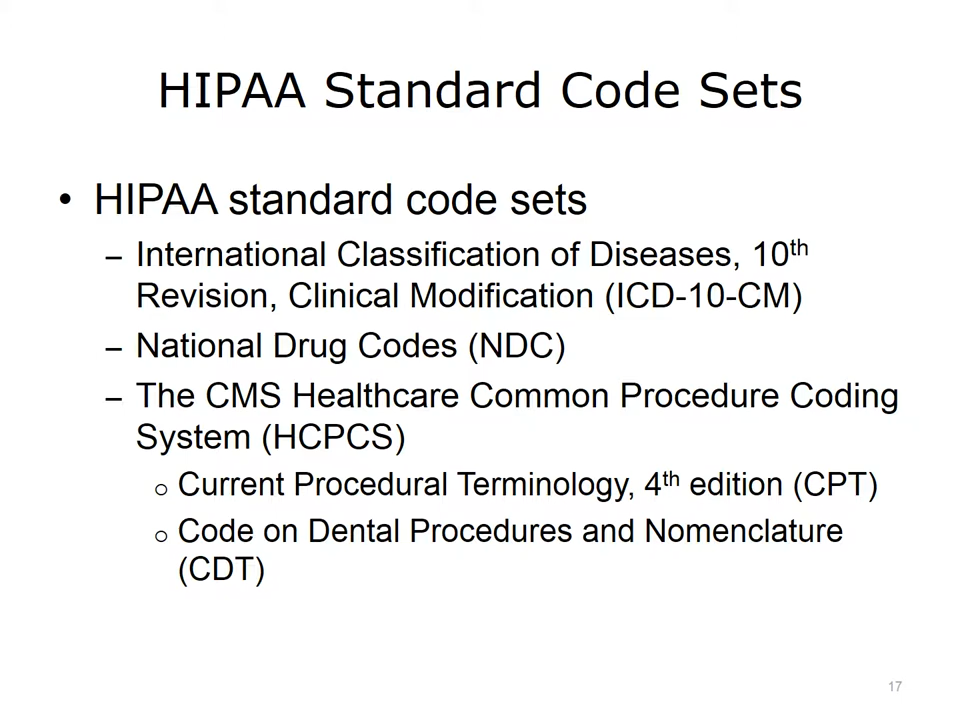 HIPAA Standard Code Sets
• HIPAA standard code sets
– International Classification of Diseases, 10th
Revision, Clinical Modification (ICD-10-CM)
– National Drug Codes (NDC)
– The CMS Healthcare Common Procedure Coding
System (HCPCS)
o Current Procedural Terminology, 4th edition (CPT)
o Code on Dental Procedures and Nomenclature
(CDT)
17